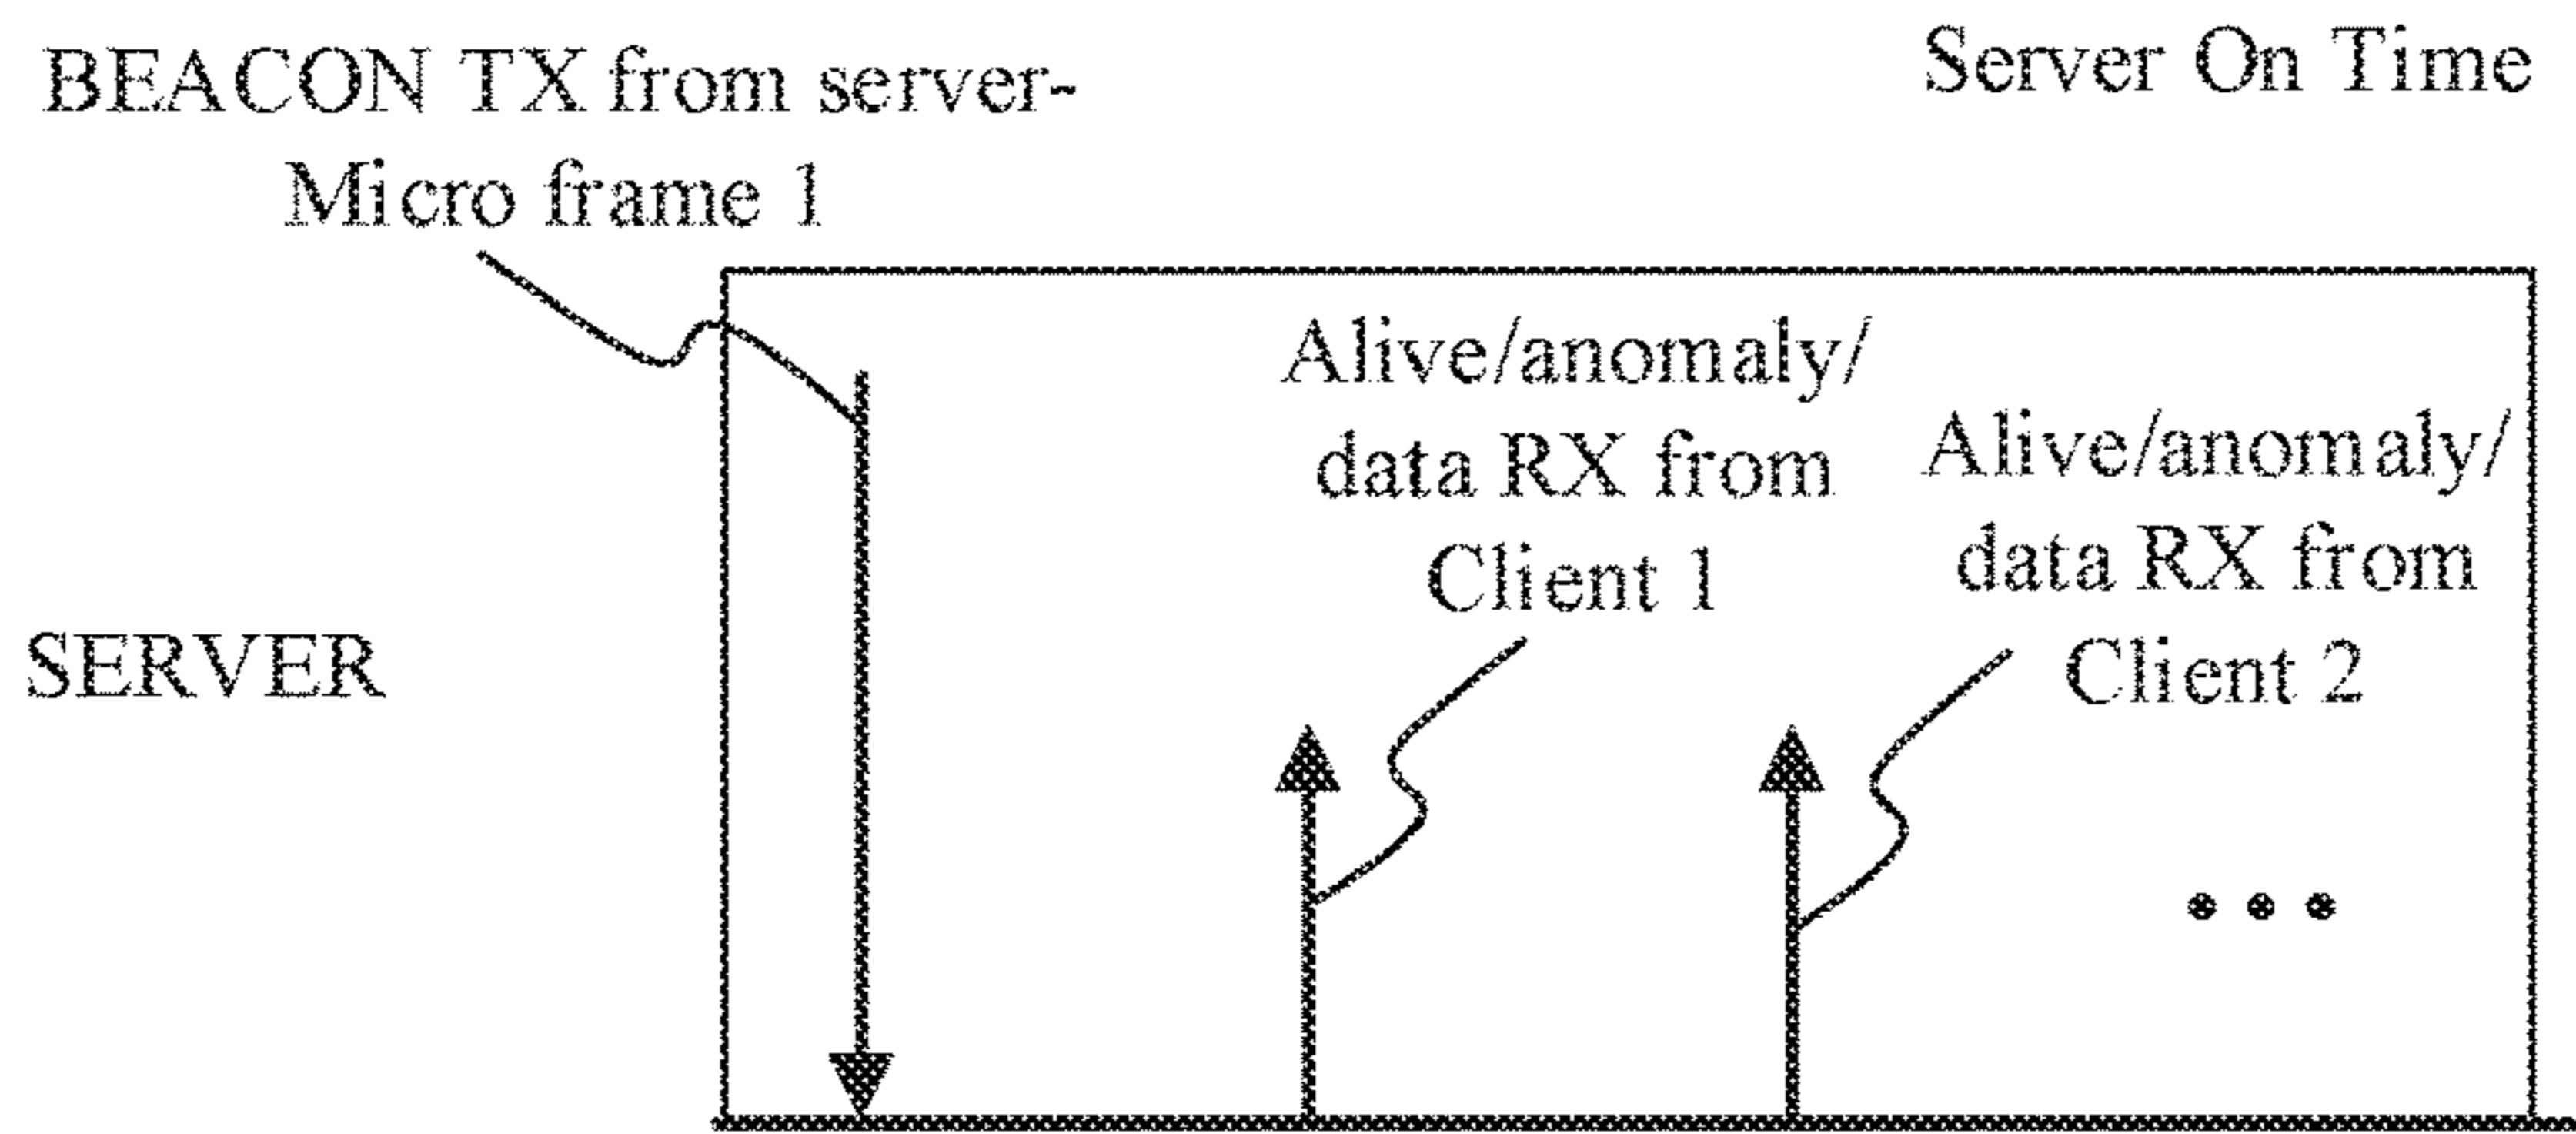 BEACON TX from server-
Micro frame 1
Server On Time
Alive/anomaly/
data RX from
Client 1
Alive/anomaly/
data RX from
Client 2
SERVER